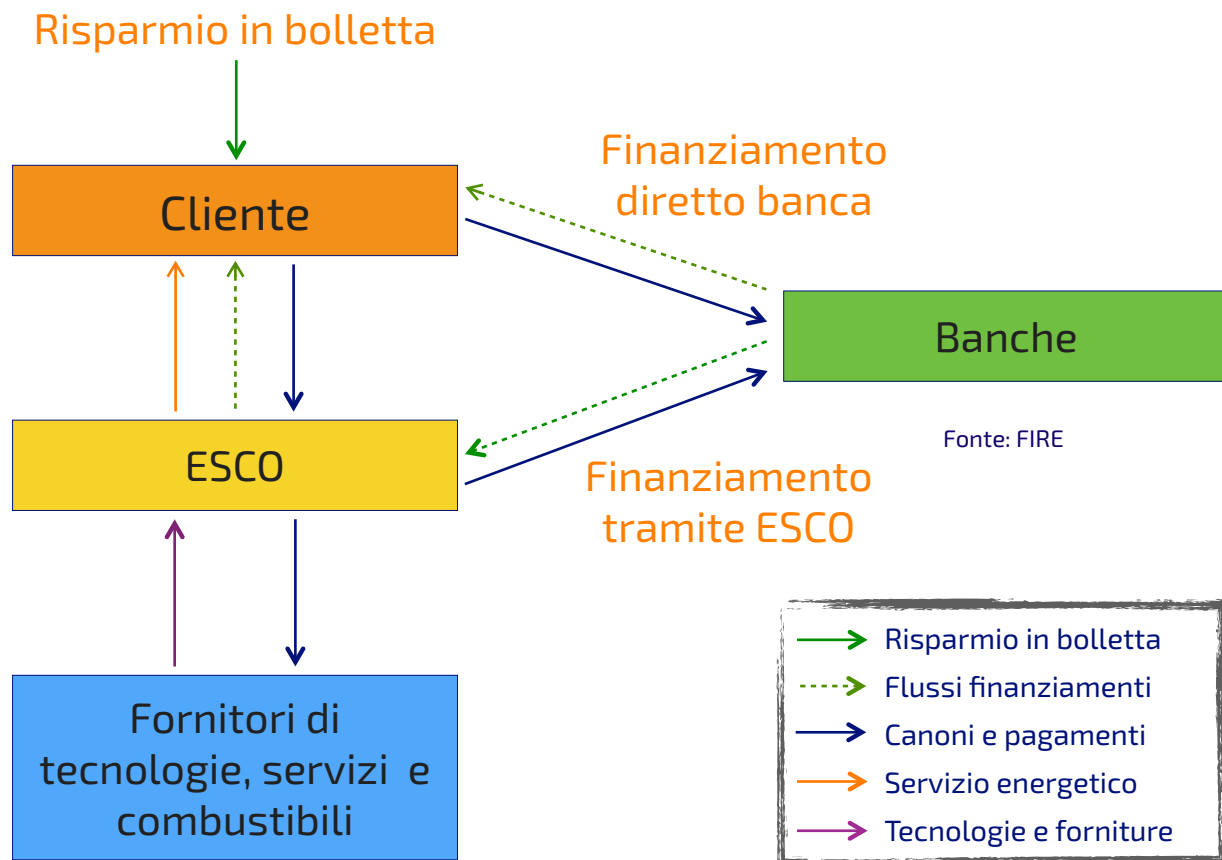 Risparmio in bolletta
Finanziamento
diretto banca
Cliente
Banche
Fonte: FIRE
ESCO
Finanziamento
tramite ESCO
Fornitori di
tecnologie, servizi e
combustibili
Risparmio in bolletta
Flussi finanziamenti
Canoni e pagamenti
Servizio energetico
Tecnologie e forniture